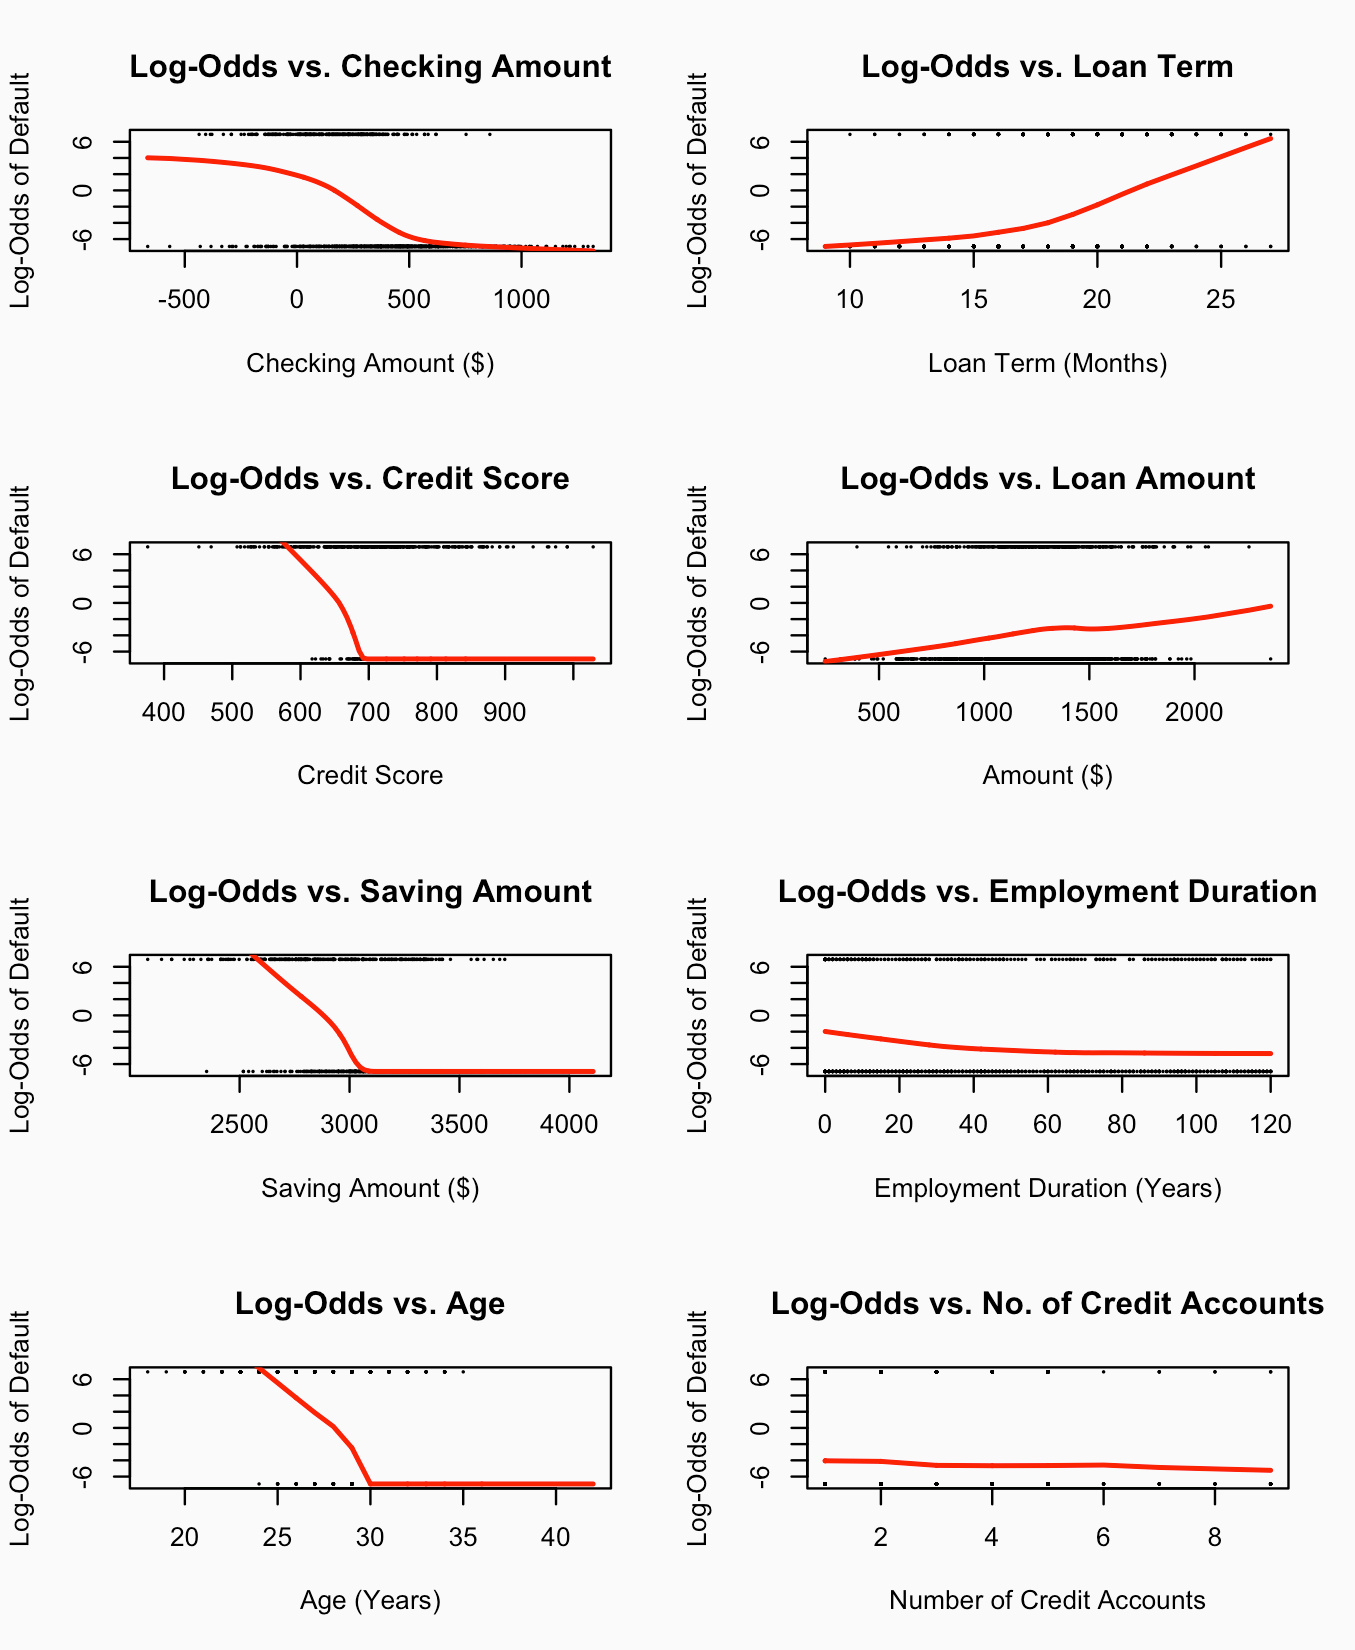 Log-Odds vs. Checking Amount
Log-Odds of Default
6
0
-6
-500 0 500 1000
Checking Amount ($)
Log-Odds vs. Loan Term
Log-Odds of Default
6
0
-6
10 15 20 25
Loan Term (Months)
Log-Odds vs. Credit Score
Log-Odds of Default
6
0
-6
400 500 600 700 800 900
Credit Score
Log-Odds vs. Loan Amount
Log-Odds of Default
6
0
-6
500 1000 1500 2000
Amount ($)
Log-Odds vs. Saving Amount
Log-Odds of Default
6
0
-6
2500 3000 3500 4000
Saving Amount ($)
Log-Odds vs. Employment Duration
Log-Odds of Default
6
0
-6
0 20 40 60 80 100 120
Employment Duration (Years)
Log-Odds vs. Age
Log-Odds of Default
6
0
-6
20 25 30 35 40
Age (Years)
Log-Odds vs. No. of Credit Accounts
Log-Odds of Default
6
0
-6
2 4 6 8
Number of Credit Accounts